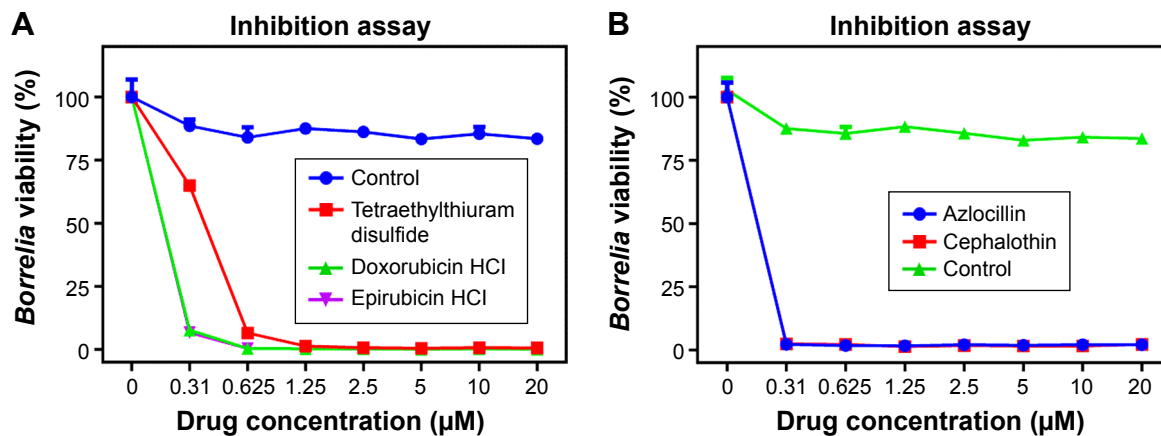 A
Inhibition assay
Borrelia viability (%)
100
75
50
25
0
Control
Tetraethylthiuram
disulfide
Doxorubicin HCl
Epirubicin HCl
0 0.31 0.625 1.25 2.5 5 10 20
Drug concentration (µM)
B
Inhibition assay
Borrelia viability (%)
100
75
50
25
0
Azlocillin
Cephalothin
Control
0 0.31 0.625 1.25 2.5 5 10 20
Drug concentration (µM)